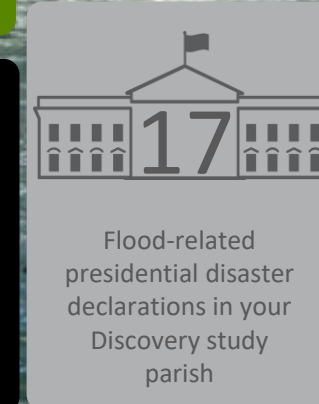 17
Flood-related
presidential disaster
declarations in your
Discovery study
parish